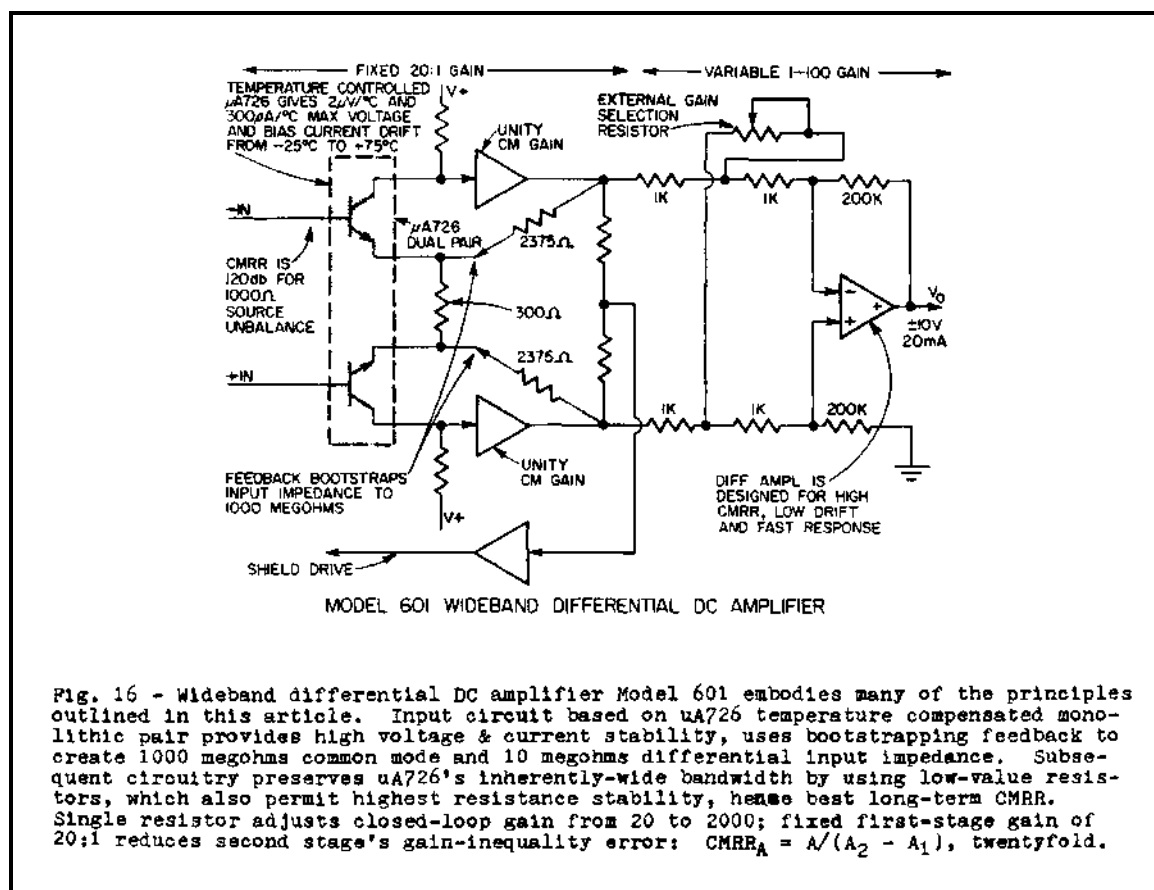 FIXED 20:1 GAIN
VARIABLE 1-100 GAIN
TEMPERATURE CONTROLLED
µA726 GIVES 2µV/°C AND
300pA/°C MAX VOLTAGE
AND BIAS CURRENT DRIFT
FROM -25°C TO +75°C
V+
UNITY
CM GAIN
EXTERNAL GAIN
SELECTION
RESISTOR
1K
1K
200K
-IN
µA726
DUAL PAIR
2375Ω
CMRR IS
120db FOR
1000Ω
SOURCE
UNBALANCE
300Ω
-
+
+
V₀
±10V
20mA
2375Ω
+IN
1K
1K
200K
FEEDBACK BOOTSTRAPS
INPUT IMPEDANCE TO
1000 MEGOHMS
UNITY
CM GAIN
V+
DIFF AMPL IS
DESIGNED FOR HIGH
CMRR, LOW DRIFT
AND FAST RESPONSE
SHIELD DRIVE
MODEL 601 WIDEBAND DIFFERENTIAL DC AMPLIFIER
Fig. 16 - Wideband differential DC amplifier Model 601 embodies many of the principles
outlined in this article. Input circuit based on uA726 temperature compensated mono-
lithic pair provides high voltage & current stability, uses bootstrapping feedback to
create 1000 megohms common mode and 10 megohms differential input impedance. Subse-
quent circuitry preserves uA726's inherently-wide bandwidth by using low-value resis-
tors, which also permit highest resistance stability, hence best long-term CMRR.
Single resistor adjusts closed-loop gain from 20 to 2000; fixed first-stage gain of
20:1 reduces second stage's gain-inequality error: CMRR_A = A/(A₂ - A₁), twentyfold.